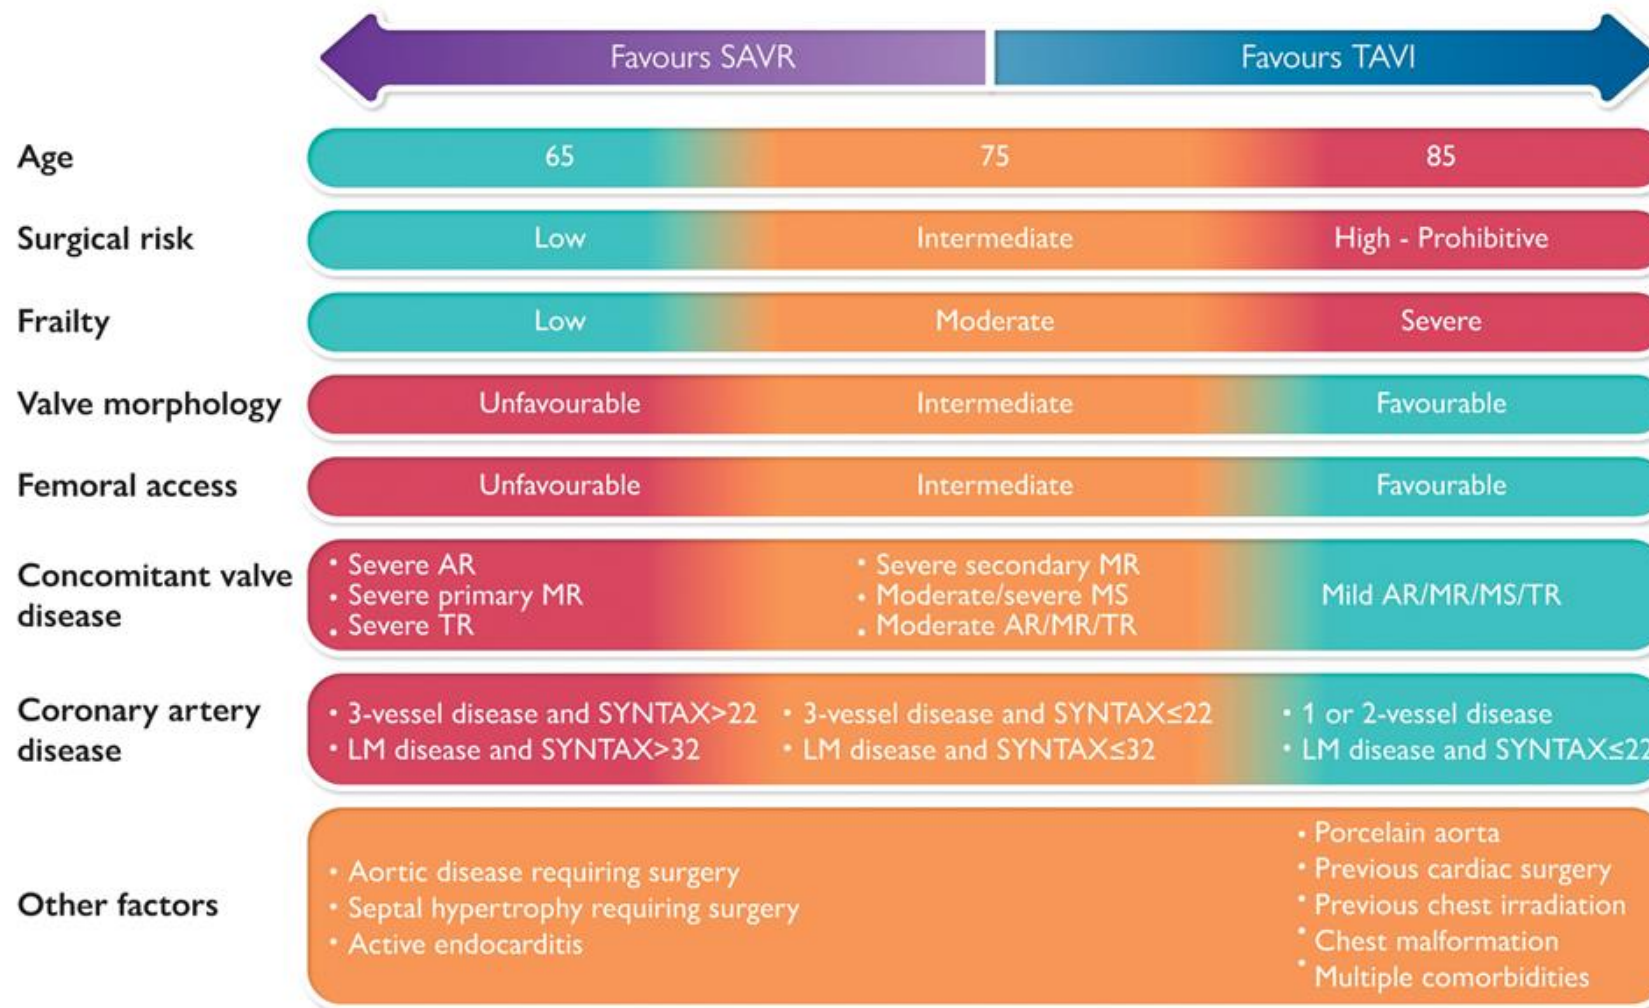 Favours SAVR Favours TAVI
Age 65 75 85
Surgical risk Low Intermediate High - Prohibitive
Frailty Low Moderate Severe
Valve morphology Unfavourable Intermediate Favourable
Femoral access Unfavourable Intermediate Favourable
Concomitant valve
disease
• Severe AR
• Severe primary MR
• Severe TR
• Severe secondary MR
• Moderate/severe MS
• Moderate AR/MR/TR
Mild AR/MR/MS/TR
Coronary artery
disease
• 3-vessel disease and SYNTAX>22
• LM disease and SYNTAX>32
• 3-vessel disease and SYNTAX≤22
• LM disease and SYNTAX≤32
• 1 or 2-vessel disease
• LM disease and SYNTAX≤22
Other factors
• Aortic disease requiring surgery
• Septal hypertrophy requiring surgery
• Active endocarditis
• Porcelain aorta
• Previous cardiac surgery
• Previous chest irradiation
• Chest malformation
• Multiple comorbidities